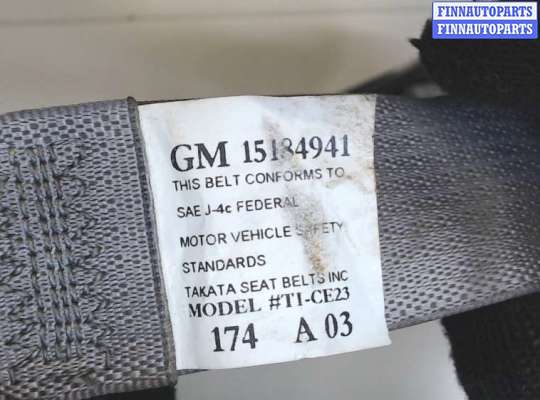 FINNAUTOPARTS
FINNAUTOPARTS
GM 15184941
THIS BELT CONFORMS TO
SAE J-4c FEDERAL
MOTOR VEHICLE SAFETY
STANDARDS
TAKATA SEAT BELTS INC
MODEL #TI-CE23
174 A 03